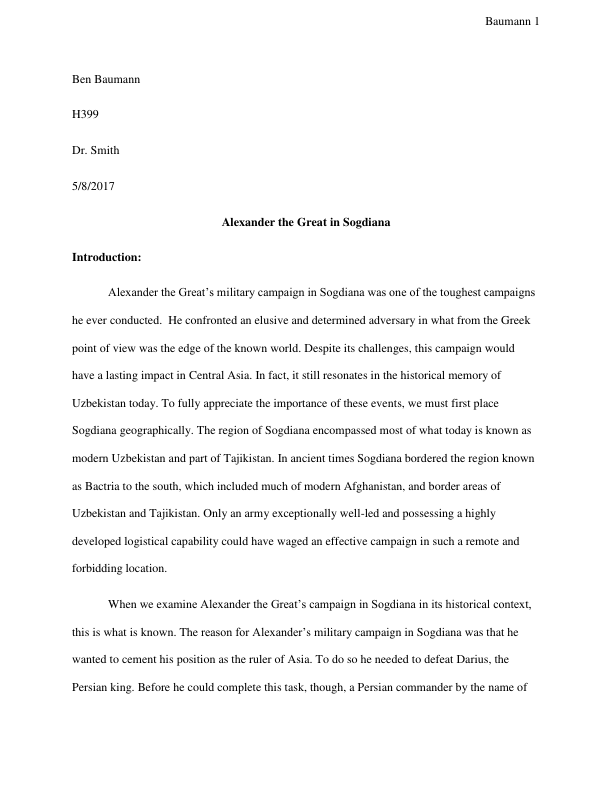 Baumann 1
Ben Baumann
H399
Dr. Smith
5/8/2017
Alexander the Great in Sogdiana
Introduction:
Alexander the Great’s military campaign in Sogdiana was one of the toughest campaigns
he ever conducted.  He confronted an elusive and determined adversary in what from the Greek
point of view was the edge of the known world. Despite its challenges, this campaign would
have a lasting impact in Central Asia. In fact, it still resonates in the historical memory of
Uzbekistan today. To fully appreciate the importance of these events, we must first place
Sogdiana geographically. The region of Sogdiana encompassed most of what today is known as
modern Uzbekistan and part of Tajikistan. In ancient times Sogdiana bordered the region known
as Bactria to the south, which included much of modern Afghanistan, and border areas of
Uzbekistan and Tajikistan. Only an army exceptionally well-led and possessing a highly
developed logistical capability could have waged an effective campaign in such a remote and
forbidding location.
When we examine Alexander the Great’s campaign in Sogdiana in its historical context,
this is what is known. The reason for Alexander’s military campaign in Sogdiana was that he
wanted to cement his position as the ruler of Asia. To do so he needed to defeat Darius, the
Persian king. Before he could complete this task, though, a Persian commander by the name of